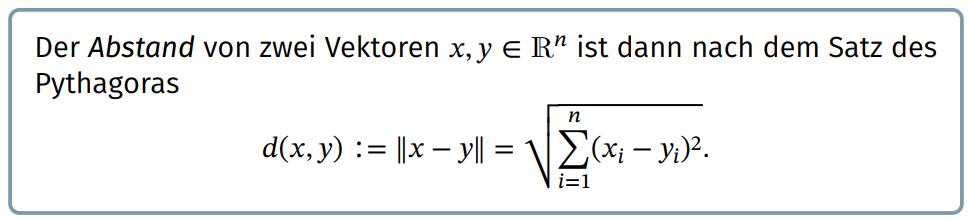 Der Abstand von zwei Vektoren x, y ∈ ℝⁿ ist dann nach dem Satz des
Pythagoras
d(x, y) := ‖x − y‖ = √(∑ᵢ₌₁ⁿ (xᵢ − yᵢ)²).